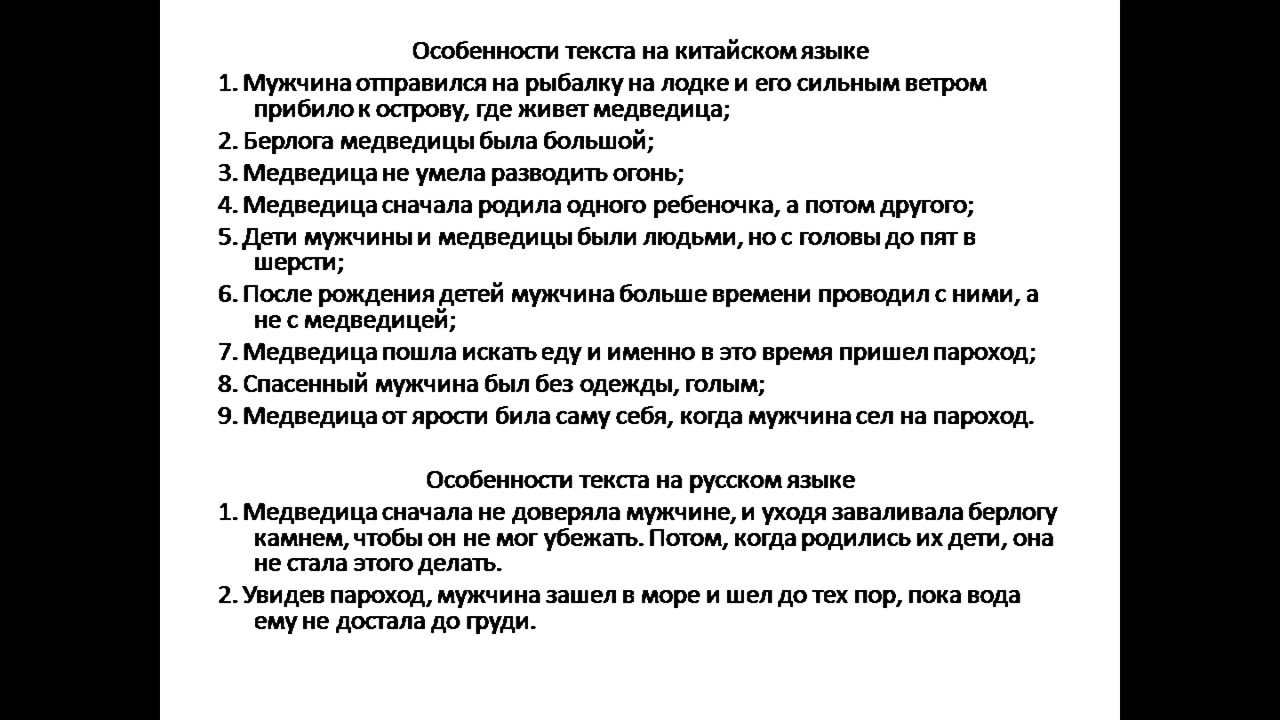 Особенности текста на китайском языке
1. Мужчина отправился на рыбалку на лодке и его сильным ветром
прибило к острову, где живет медведица;
2. Берлога медведицы была большой;
3. Медведица не умела разводить огонь;
4. Медведица сначала родила одного ребеночка, а потом другого;
5. Дети мужчины и медведицы были людьми, но с головы до пят в
шерсти;
6. После рождения детей мужчина больше времени проводил с ними, а
не с медведицей;
7. Медведица пошла искать еду и именно в это время пришел пароход;
8. Спасенный мужчина был без одежды, голым;
9. Медведица от ярости била саму себя, когда мужчина сел на пароход.
Особенности текста на русском языке
1. Медведица сначала не доверяла мужчине, и уходя заваливала берлогу
камнем, чтобы он не мог убежать. Потом, когда родились их дети, она
не стала этого делать.
2. Увидев пароход, мужчина зашел в море и шел до тех пор, пока вода
ему не достала до груди.